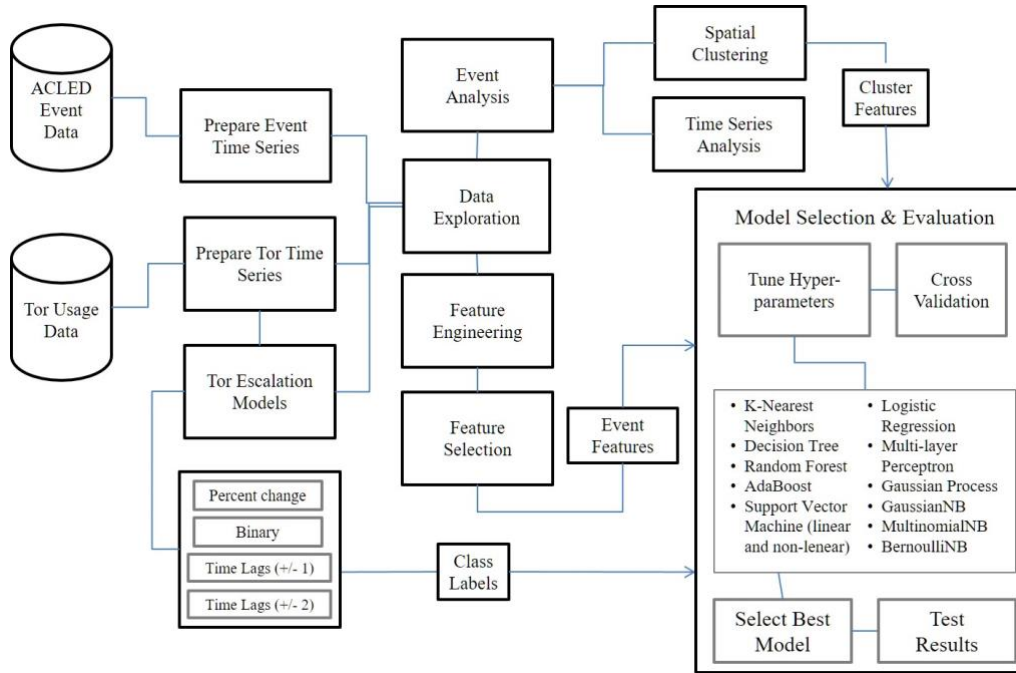 ACLED
Event
Data
Prepare Event
Time Series
Event
Analysis
Spatial
Clustering
Time Series
Analysis
Cluster
Features
Data
Exploration
Tor Usage
Data
Prepare Tor Time
Series
Feature
Engineering
Tor Escalation
Models
Feature
Selection
Event
Features
Percent change
Binary
Time Lags (+/- 1)
Time Lags (+/- 2)
Class
Labels
Model Selection & Evaluation
Tune Hyper-
parameters
Cross
Validation
• K-Nearest
Neighbors
• Decision Tree
• Random Forest
• AdaBoost
• Support Vector
Machine (linear
and non-lenear)
• Logistic
Regression
• Multi-layer
Perceptron
• Gaussian Process
• GaussianNB
• MultinomialNB
• BernoulliNB
Select Best
Model
Test
Results